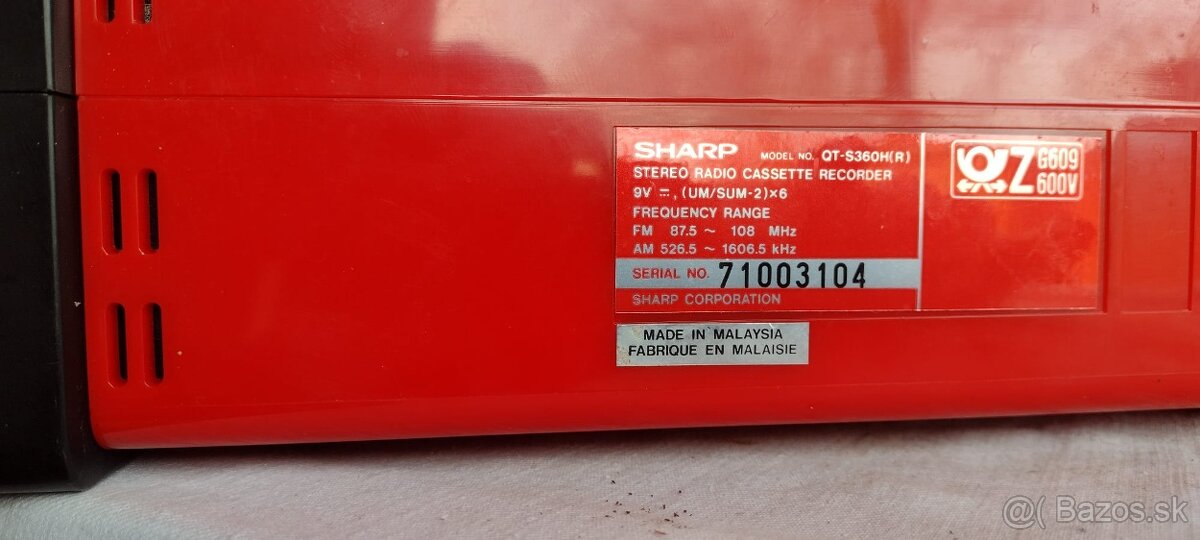 SHARP MODEL NO. QT-S360H(R)
STEREO RADIO CASSETTE RECORDER
9V ⎓, (UM/SUM-2)×6
FREQUENCY RANGE
FM 87.5 ~ 108 MHz
AM 526.5 ~ 1606.5 kHz
SERIAL NO. 71003104
SHARP CORPORATION
Z G609
600V
MADE IN MALAYSIA
FABRIQUE EN MALAISIE
@( Bazos.sk